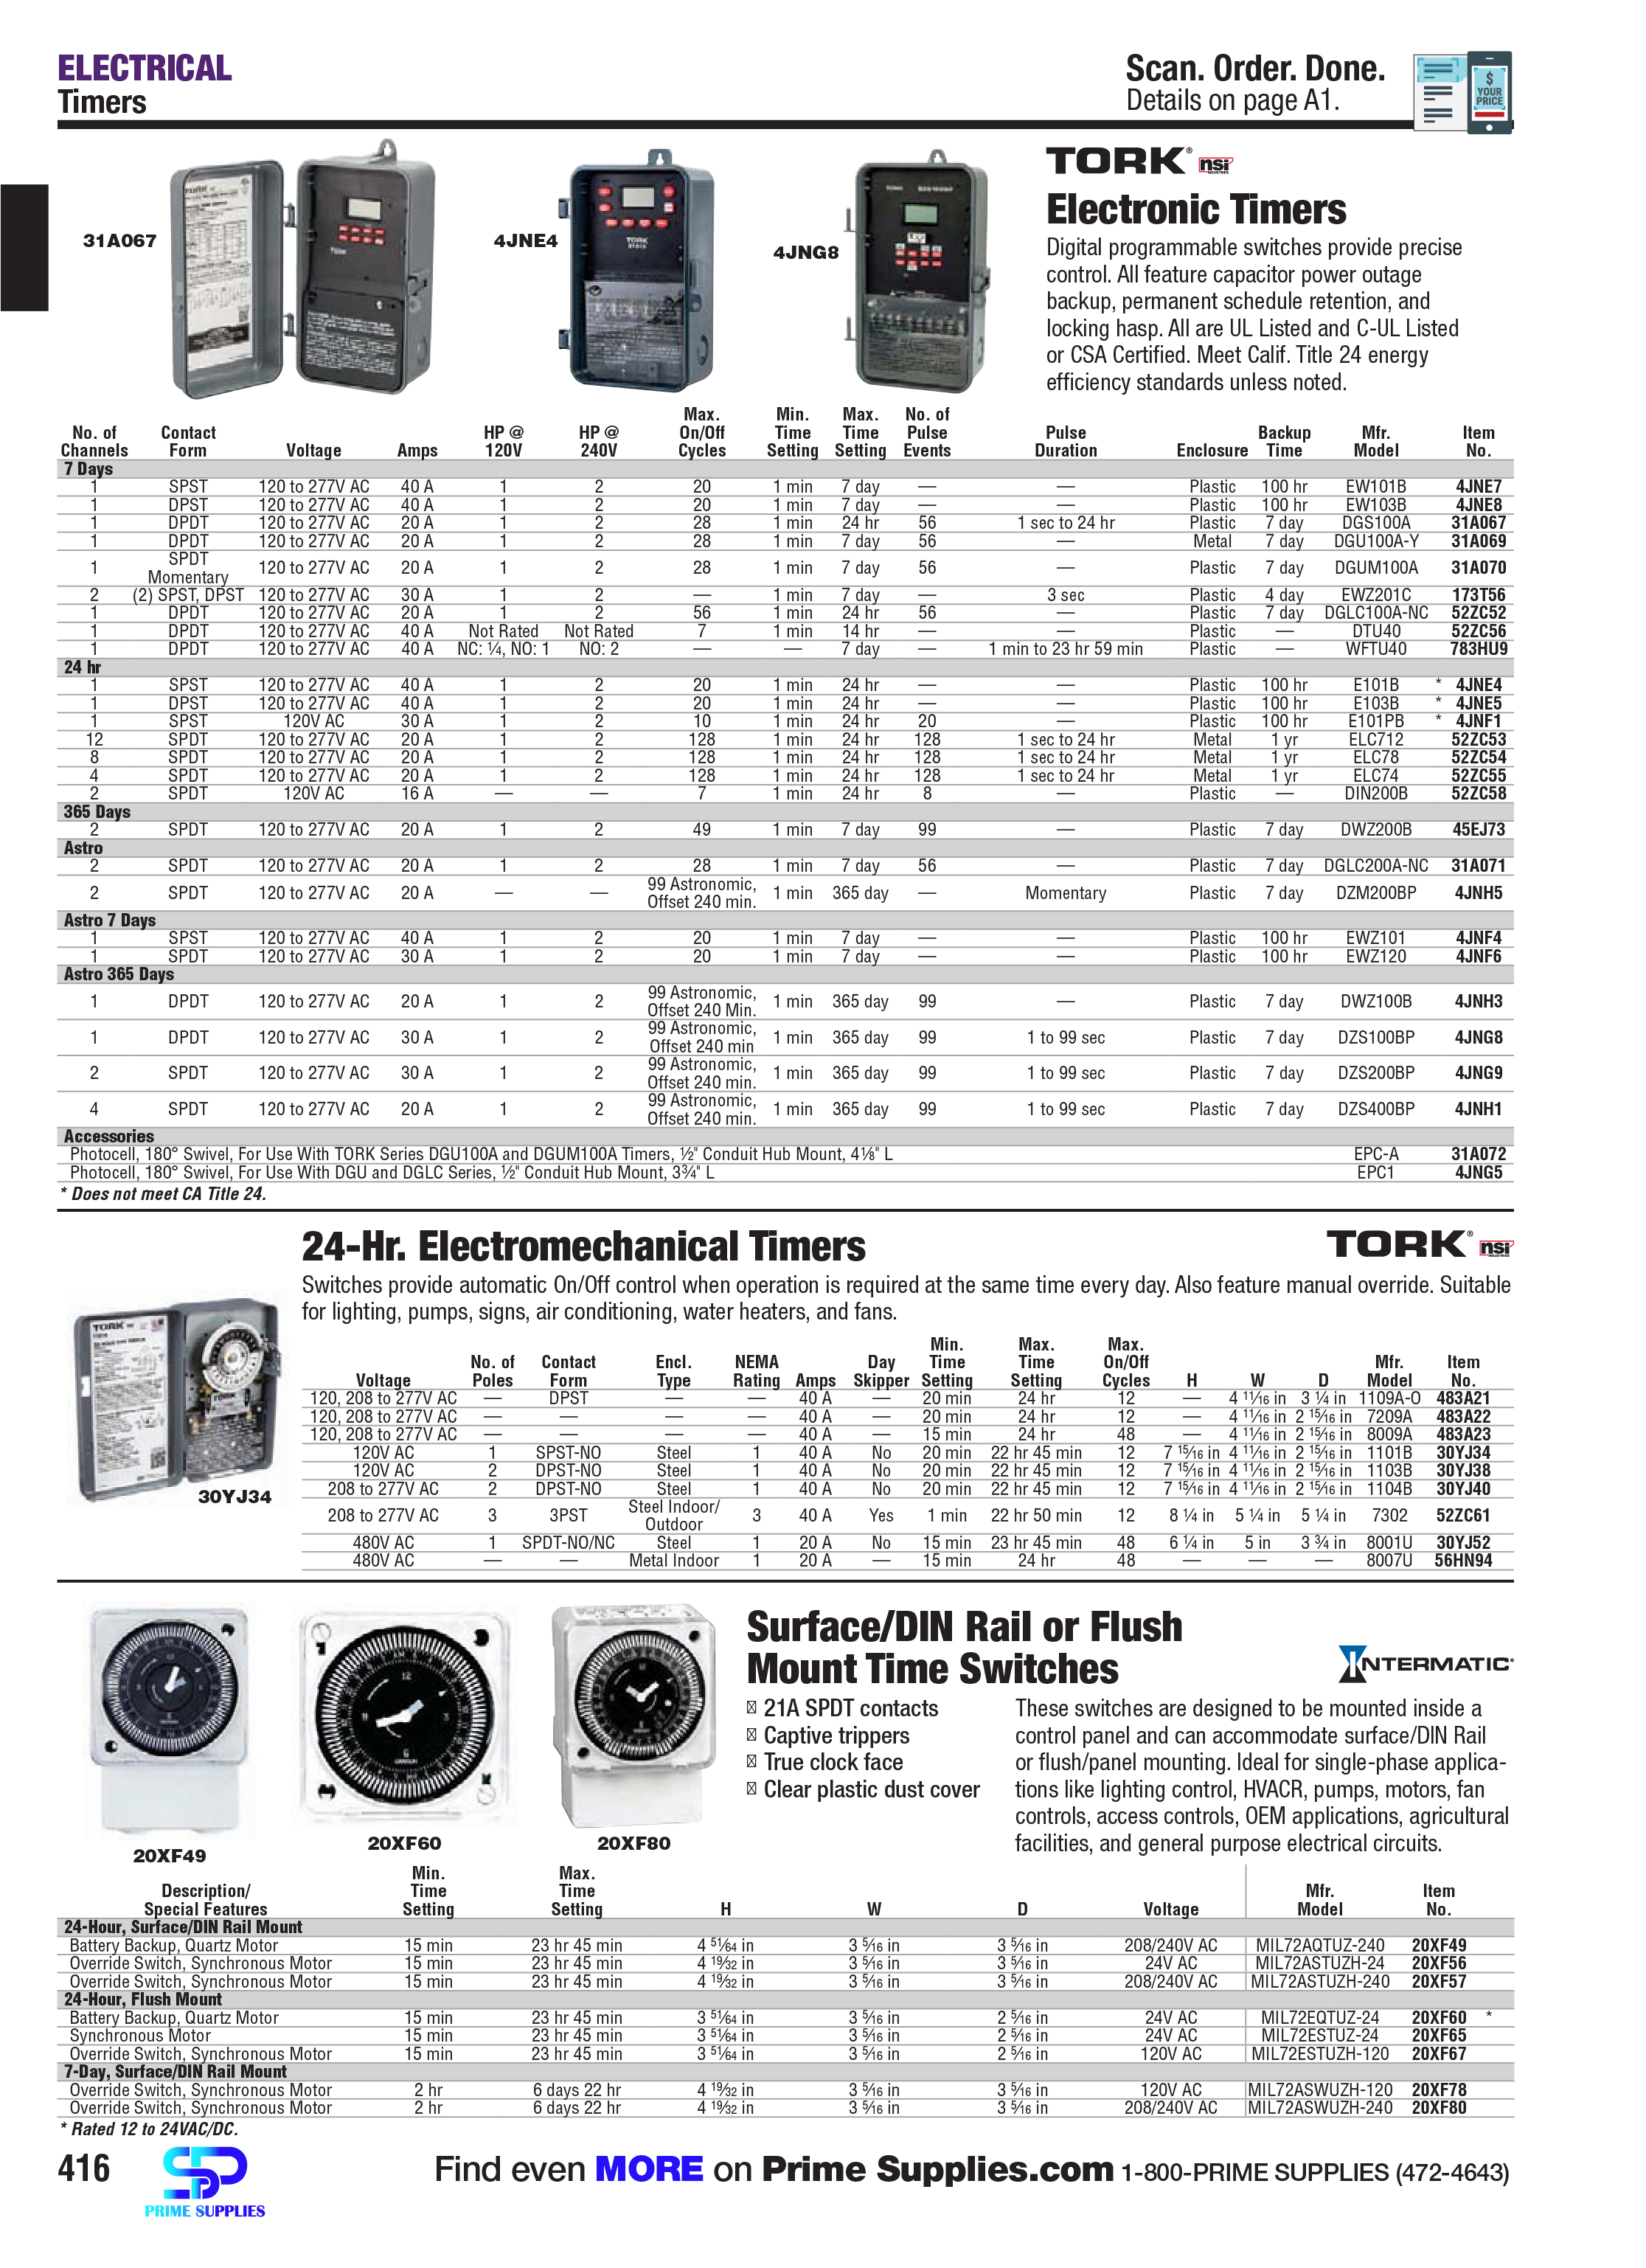 ELECTRICAL
Timers
Scan. Order. Done.
Details on page A1.
$
YOUR
PRICE
31A067
4JNE4
4JNG8
TORK® nsi
Electronic Timers
Digital programmable switches provide precise
control. All feature capacitor power outage
backup, permanent schedule retention, and
locking hasp. All are UL Listed and C-UL Listed
or CSA Certified. Meet Calif. Title 24 energy
efficiency standards unless noted.
No. of Channels Contact Form Voltage Amps HP @ 120V HP @ 240V Max. On/Off Cycles Min. Time Setting Max. Time Setting No. of Pulse Events Pulse Duration Enclosure Backup Time Mfr. Model Item No.
7 Days
1 SPST 120 to 277V AC 40 A 1 2 20 1 min 7 day — — Plastic 100 hr EW101B 4JNE7
1 DPST 120 to 277V AC 40 A 1 2 20 1 min 7 day — — Plastic 100 hr EW103B 4JNE8
1 DPDT 120 to 277V AC 20 A 1 2 28 1 min 24 hr 56 1 sec to 24 hr Plastic 7 day DGS100A 31A067
1 DPDT 120 to 277V AC 20 A 1 2 28 1 min 7 day 56 — Metal 7 day DGU100A-Y 31A069
1 SPDT Momentary 120 to 277V AC 20 A 1 2 28 1 min 7 day 56 — Plastic 7 day DGUM100A 31A070
2 (2) SPST, DPST 120 to 277V AC 30 A 1 2 — 1 min 7 day — 3 sec Plastic 4 day EWZ201C 173T56
1 DPDT 120 to 277V AC 20 A 1 2 56 1 min 24 hr 56 — Plastic 7 day DGLC100A-NC 52ZC52
1 DPDT 120 to 277V AC 40 A Not Rated Not Rated 7 1 min 14 hr — — Plastic — DTU40 52ZC56
1 DPDT 120 to 277V AC 40 A NC: ¼, NO: 1 NO: 2 — — 7 day — 1 min to 23 hr 59 min Plastic — WFTU40 783HU9
24 hr
1 SPST 120 to 277V AC 40 A 1 2 20 1 min 24 hr — — Plastic 100 hr E101B * 4JNE4
1 DPST 120 to 277V AC 40 A 1 2 20 1 min 24 hr — — Plastic 100 hr E103B * 4JNE5
1 SPST 120V AC 30 A 1 2 10 1 min 24 hr 20 — Plastic 100 hr E101PB * 4JNF1
12 SPDT 120 to 277V AC 20 A 1 2 128 1 min 24 hr 128 1 sec to 24 hr Metal 1 yr ELC712 52ZC53
8 SPDT 120 to 277V AC 20 A 1 2 128 1 min 24 hr 128 1 sec to 24 hr Metal 1 yr ELC78 52ZC54
4 SPDT 120 to 277V AC 20 A 1 2 128 1 min 24 hr 128 1 sec to 24 hr Metal 1 yr ELC74 52ZC55
2 SPDT 120V AC 16 A — — 7 1 min 24 hr 8 — Plastic — DIN200B 52ZC58
365 Days
2 SPDT 120 to 277V AC 20 A 1 2 49 1 min 7 day 99 — Plastic 7 day DWZ200B 45EJ73
Astro
2 SPDT 120 to 277V AC 20 A 1 2 28 1 min 7 day 56 — Plastic 7 day DGLC200A-NC 31A071
2 SPDT 120 to 277V AC 20 A — — 99 Astronomic, Offset 240 min. 1 min 365 day — Momentary Plastic 7 day DZM200BP 4JNH5
Astro 7 Days
1 SPST 120 to 277V AC 40 A 1 2 20 1 min 7 day — — Plastic 100 hr EWZ101 4JNF4
1 SPDT 120 to 277V AC 30 A 1 2 20 1 min 7 day — — Plastic 100 hr EWZ120 4JNF6
Astro 365 Days
1 DPDT 120 to 277V AC 20 A 1 2 99 Astronomic, Offset 240 Min. 1 min 365 day 99 — Plastic 7 day DWZ100B 4JNH3
1 DPDT 120 to 277V AC 30 A 1 2 99 Astronomic, Offset 240 min 1 min 365 day 99 1 to 99 sec Plastic 7 day DZS100BP 4JNG8
2 SPDT 120 to 277V AC 30 A 1 2 99 Astronomic, Offset 240 min. 1 min 365 day 99 1 to 99 sec Plastic 7 day DZS200BP 4JNG9
4 SPDT 120 to 277V AC 20 A 1 2 99 Astronomic, Offset 240 min. 1 min 365 day 99 1 to 99 sec Plastic 7 day DZS400BP 4JNH1
Accessories
Photocell, 180° Swivel, For Use With TORK Series DGU100A and DGUM100A Timers, ½" Conduit Hub Mount, 4⅛" L EPC-A 31A072
Photocell, 180° Swivel, For Use With DGU and DGLC Series, ½" Conduit Hub Mount, 3¾" L EPC1 4JNG5
* Does not meet CA Title 24.
24-Hr. Electromechanical Timers
TORK® nsi
Switches provide automatic On/Off control when operation is required at the same time every day. Also feature manual override. Suitable
for lighting, pumps, signs, air conditioning, water heaters, and fans.
30YJ34
Voltage No. of Poles Contact Form Encl. Type NEMA Rating Amps Day Skipper Min. Time Setting Max. Time Setting Max. On/Off Cycles H W D Mfr. Model Item No.
120, 208 to 277V AC — DPST — — 40 A — 20 min 24 hr 12 — 4 11⁄16 in 3 ¼ in 1109A-O 483A21
120, 208 to 277V AC — — — — 40 A — 20 min 24 hr 12 — 4 11⁄16 in 2 15⁄16 in 7209A 483A22
120, 208 to 277V AC — — — — 40 A — 15 min 24 hr 48 — 4 11⁄16 in 2 15⁄16 in 8009A 483A23
120V AC 1 SPST-NO Steel 1 40 A No 20 min 22 hr 45 min 12 7 15⁄16 in 4 11⁄16 in 2 15⁄16 in 1101B 30YJ34
120V AC 2 DPST-NO Steel 1 40 A No 20 min 22 hr 45 min 12 7 15⁄16 in 4 11⁄16 in 2 15⁄16 in 1103B 30YJ38
208 to 277V AC 2 DPST-NO Steel 1 40 A No 20 min 22 hr 45 min 12 7 15⁄16 in 4 11⁄16 in 2 15⁄16 in 1104B 30YJ40
208 to 277V AC 3 3PST Steel Indoor/ Outdoor 3 40 A Yes 1 min 22 hr 50 min 12 8 ¼ in 5 ¼ in 5 ¼ in 7302 52ZC61
480V AC 1 SPDT-NO/NC Steel 1 20 A No 15 min 23 hr 45 min 48 6 ¼ in 5 in 3 ¾ in 8001U 30YJ52
480V AC — — Metal Indoor 1 20 A — 15 min 24 hr 48 — — — 8007U 56HN94
20XF49
20XF60
20XF80
Surface/DIN Rail or Flush
Mount Time Switches
INTERMATIC®
21A SPDT contacts
Captive trippers
True clock face
Clear plastic dust cover
These switches are designed to be mounted inside a
control panel and can accommodate surface/DIN Rail
or flush/panel mounting. Ideal for single-phase applica-
tions like lighting control, HVACR, pumps, motors, fan
controls, access controls, OEM applications, agricultural
facilities, and general purpose electrical circuits.
Description/ Special Features Min. Time Setting Max. Time Setting H W D Voltage Mfr. Model Item No.
24-Hour, Surface/DIN Rail Mount
Battery Backup, Quartz Motor 15 min 23 hr 45 min 4 51⁄64 in 3 5⁄16 in 3 5⁄16 in 208/240V AC MIL72AQTUZ-240 20XF49
Override Switch, Synchronous Motor 15 min 23 hr 45 min 4 19⁄32 in 3 5⁄16 in 3 5⁄16 in 24V AC MIL72ASTUZH-24 20XF56
Override Switch, Synchronous Motor 15 min 23 hr 45 min 4 19⁄32 in 3 5⁄16 in 3 5⁄16 in 208/240V AC MIL72ASTUZH-240 20XF57
24-Hour, Flush Mount
Battery Backup, Quartz Motor 15 min 23 hr 45 min 3 51⁄64 in 3 5⁄16 in 2 5⁄16 in 24V AC MIL72EQTUZ-24 20XF60 *
Synchronous Motor 15 min 23 hr 45 min 3 51⁄64 in 3 5⁄16 in 2 5⁄16 in 24V AC MIL72ESTUZ-24 20XF65
Override Switch, Synchronous Motor 15 min 23 hr 45 min 3 51⁄64 in 3 5⁄16 in 2 5⁄16 in 120V AC MIL72ESTUZH-120 20XF67
7-Day, Surface/DIN Rail Mount
Override Switch, Synchronous Motor 2 hr 6 days 22 hr 4 19⁄32 in 3 5⁄16 in 3 5⁄16 in 120V AC MIL72ASWUZH-120 20XF78
Override Switch, Synchronous Motor 2 hr 6 days 22 hr 4 19⁄32 in 3 5⁄16 in 3 5⁄16 in 208/240V AC MIL72ASWUZH-240 20XF80
* Rated 12 to 24VAC/DC.
416
PRIME SUPPLIES
Find even MORE on Prime Supplies.com 1-800-PRIME SUPPLIES (472-4643)